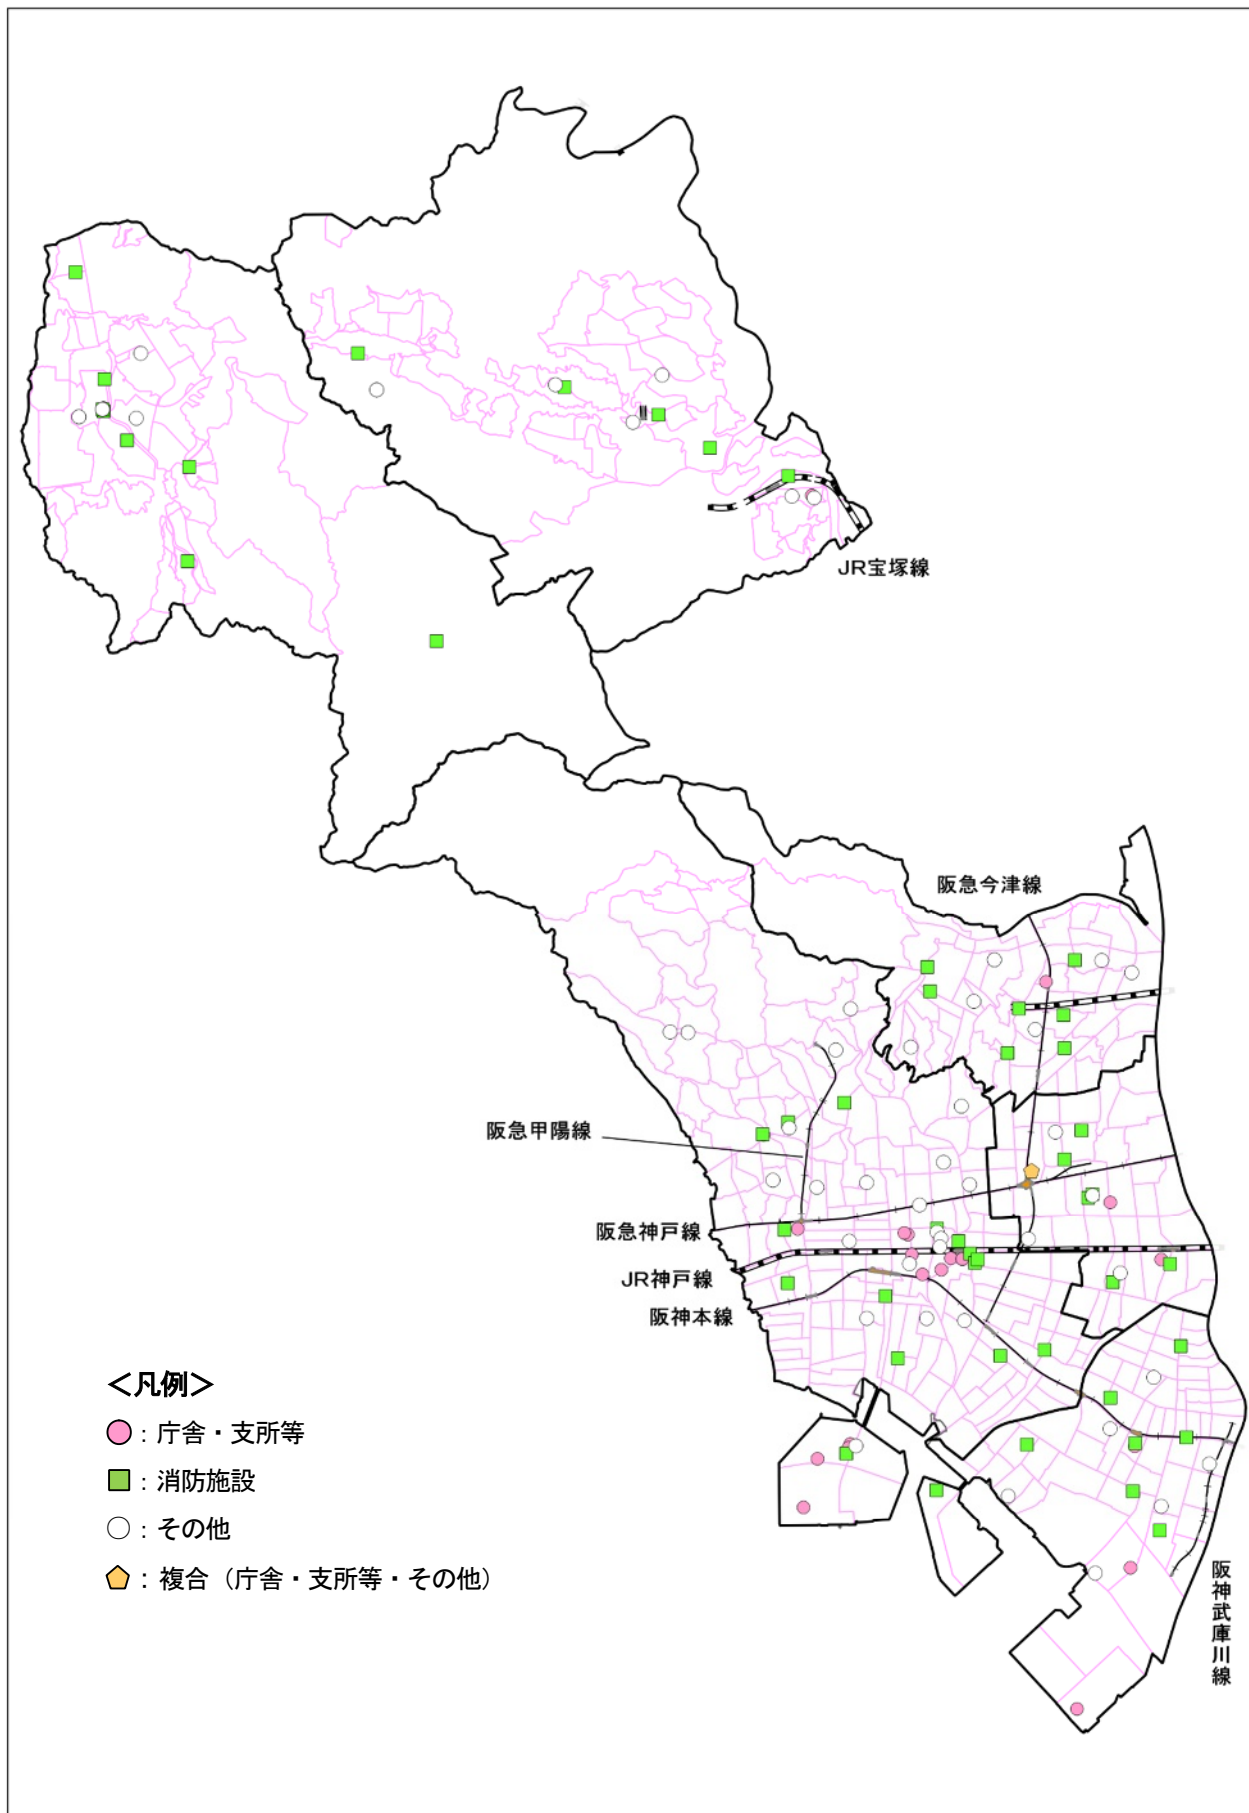 JR宝塚線
阪急今津線
阪急甲陽線
阪急神戸線
JR神戸線
阪神本線
＜凡例＞
：庁舎・支所等
：消防施設
：その他
：複合（庁舎・支所等・その他）
阪神武庫川線